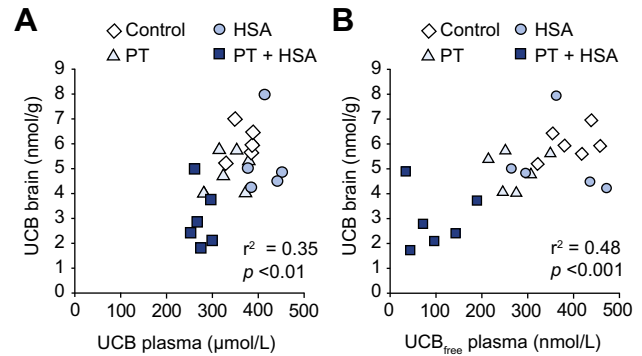 A
Control
HSA
PT
PT + HSA
UCB brain (nmol/g)
9
8
7
6
5
4
3
2
1
0
0
100
200
300
400
500
r² = 0.35
p <0.01
UCB plasma (μmol/L)
B
Control
HSA
PT
PT + HSA
UCB brain (nmol/g)
9
8
7
6
5
4
3
2
1
0
0
100
200
300
400
500
r² = 0.48
p <0.001
UCBfree plasma (nmol/L)